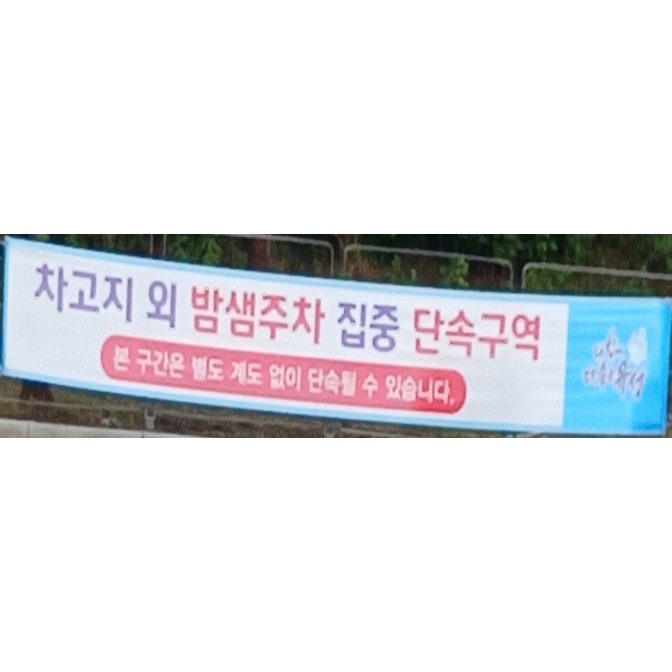 차고지 외 밤샘주차 집중 단속구역
본 구간은 별도 계도 없이 단속될 수 있습니다.